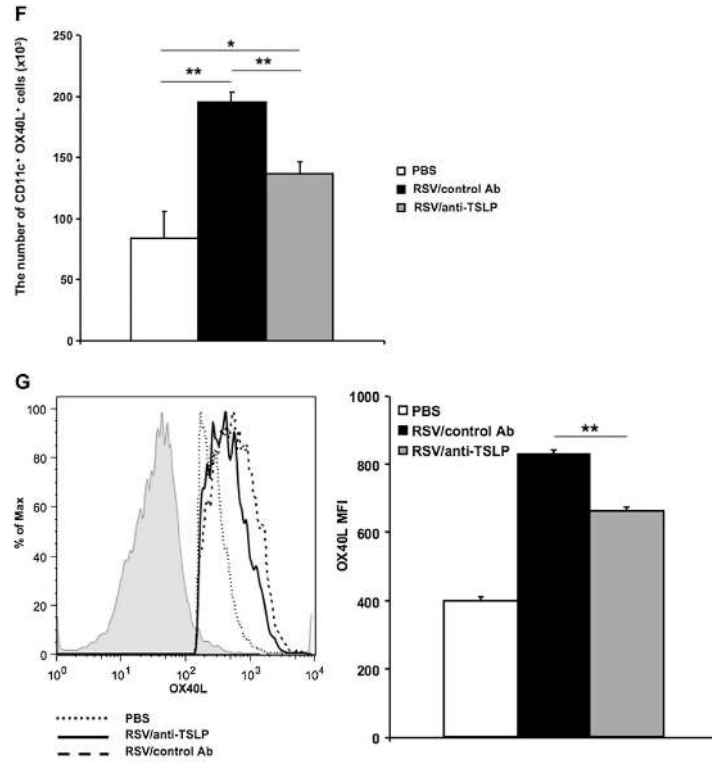 F
The number of CD11c⁺ OX40L⁺ cells (x10³)
250
200
150
100
50
0
*
**
**
PBS
RSV/control Ab
RSV/anti-TSLP
G
% of Max
100
80
60
40
20
0
10⁰
10¹
10²
10³
10⁴
OX40L
PBS
RSV/anti-TSLP
RSV/control Ab
OX40L MFI
1000
800
600
400
200
0
PBS
RSV/control Ab
RSV/anti-TSLP
**